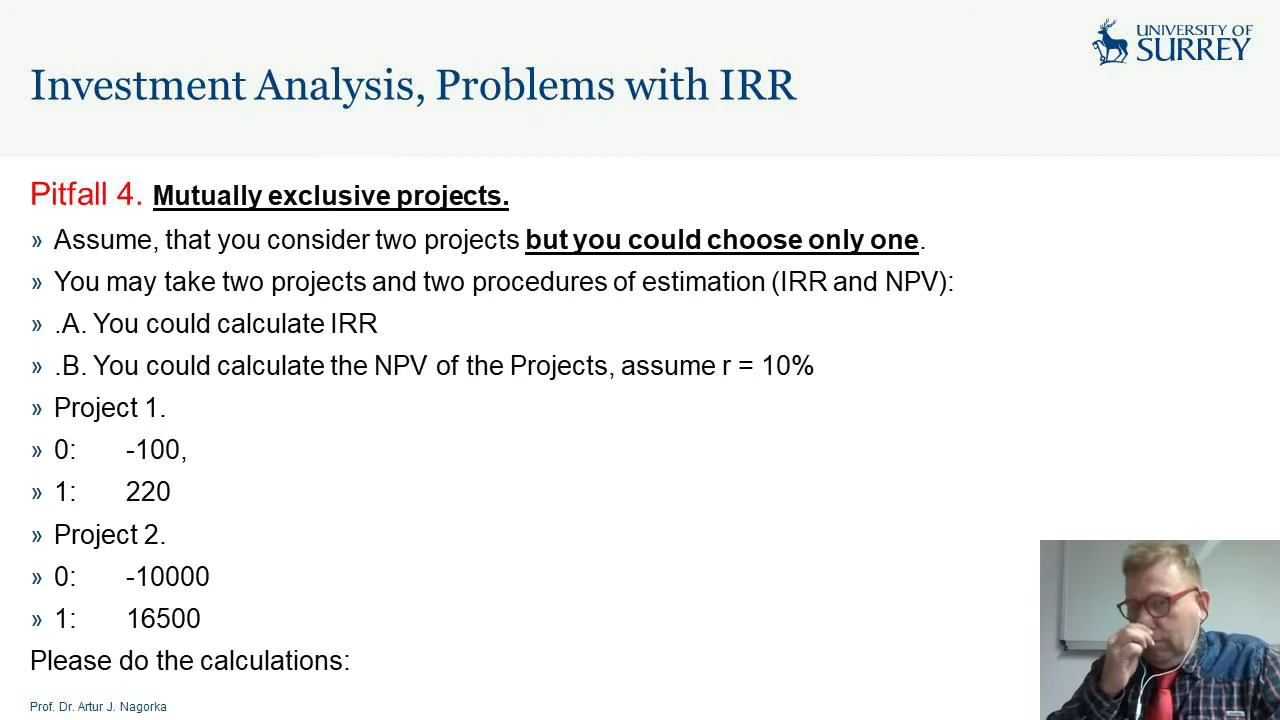 UNIVERSITY OF
SURREY
Investment Analysis, Problems with IRR
Pitfall 4. Mutually exclusive projects.
» Assume, that you consider two projects but you could choose only one.
» You may take two projects and two procedures of estimation (IRR and NPV):
» .A. You could calculate IRR
» .B. You could calculate the NPV of the Projects, assume r = 10%
» Project 1.
» 0: -100,
» 1: 220
» Project 2.
» 0: -10000
» 1: 16500
Please do the calculations:
Prof. Dr. Artur J. Nagorka